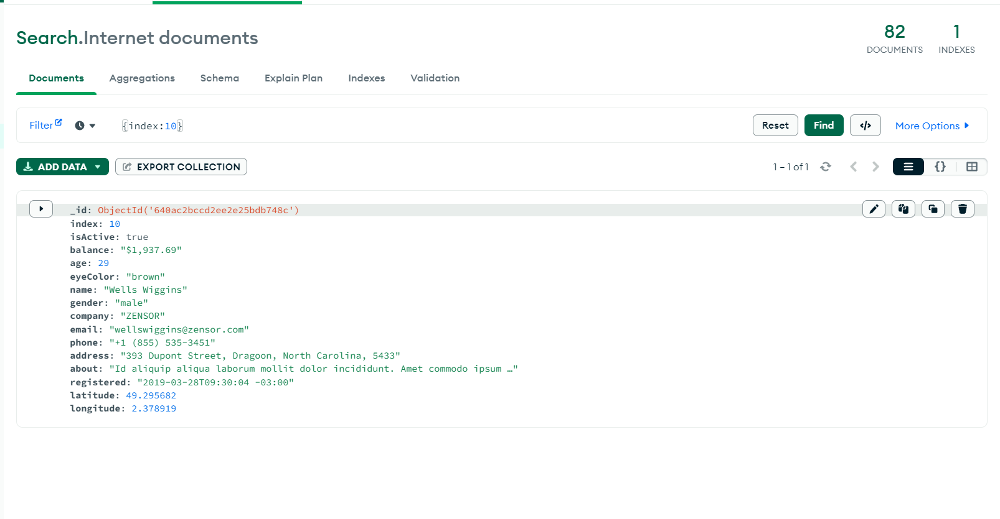 Search.Internet documents
82
DOCUMENTS
1
INDEXES
Documents Aggregations Schema Explain Plan Indexes Validation
Filter {index:10} Reset Find </> More Options
ADD DATA EXPORT COLLECTION 1 – 1 of 1 {}
_id: ObjectId('640ac2bccd2ee2e25bdb748c')
index: 10
isActive: true
balance: "$1,937.69"
age: 29
eyeColor: "brown"
name: "Wells Wiggins"
gender: "male"
company: "ZENSOR"
email: "wellswiggins@zensor.com"
phone: "+1 (855) 535-3451"
address: "393 Dupont Street, Dragoon, North Carolina, 5433"
about: "Id aliquip aliqua laborum mollit dolor incididunt. Amet commodo ipsum …"
registered: "2019-03-28T09:30:04 -03:00"
latitude: 49.295682
longitude: 2.378919